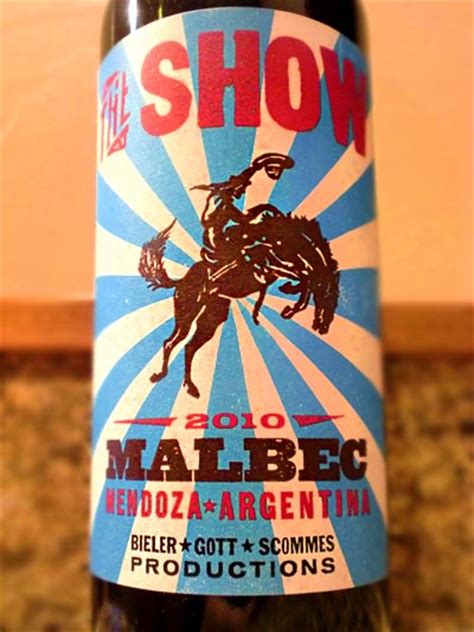 The SHOW
2010
MALBEC
MENDOZA★ARGENTINA
BIELER★GOTT★SCOMMES
PRODUCTIONS